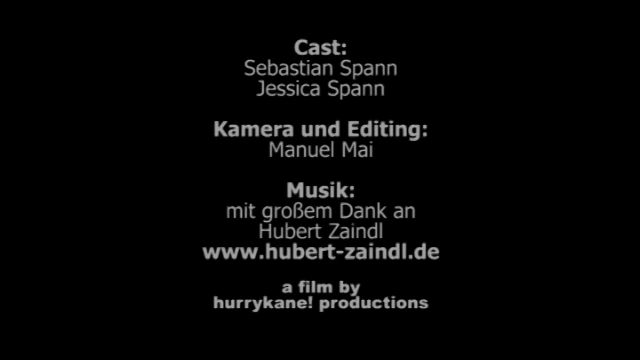 Cast:
Sebastian Spann
Jessica Spann
Kamera und Editing:
Manuel Mai
Musik:
mit großem Dank an
Hubert Zaindl
www.hubert-zaindl.de
a film by
hurrykane! productions